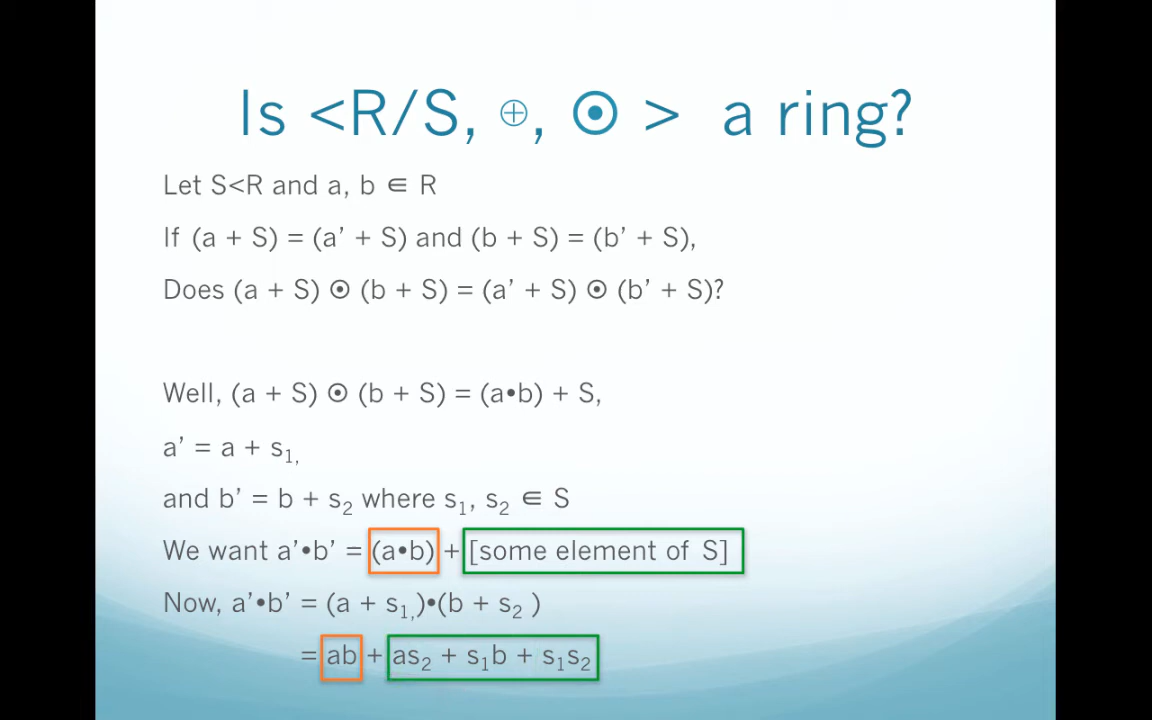 Is <R/S, ⊕, ⊙ > a ring?
Let S<R and a, b ∈ R
If (a + S) = (a’ + S) and (b + S) = (b’ + S),
Does (a + S) ⊙ (b + S) = (a’ + S) ⊙ (b’ + S)?
Well, (a + S) ⊙ (b + S) = (a•b) + S,
a’ = a + s₁,
and b’ = b + s₂ where s₁, s₂ ∈ S
We want a’•b’ = (a•b) + [some element of S]
Now, a’•b’ = (a + s₁,)•(b + s₂ )
= ab + as₂ + s₁b + s₁s₂